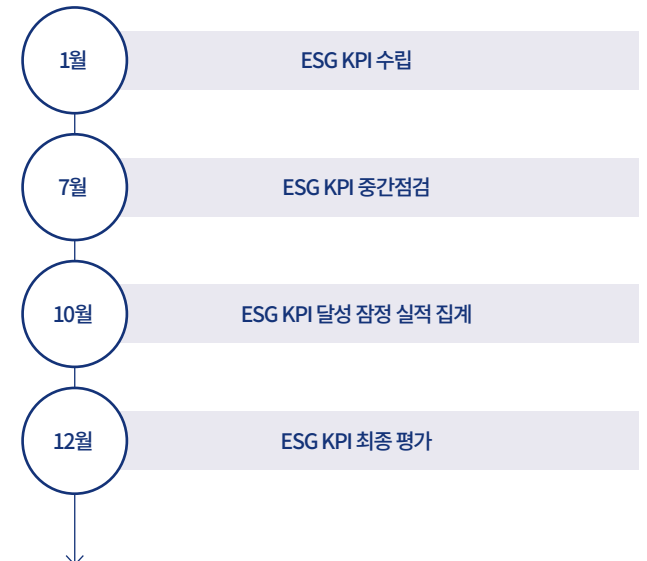 1월
ESG KPI 수립
7월
ESG KPI 중간점검
10월
ESG KPI 달성 잠정 실적 집계
12월
ESG KPI 최종 평가